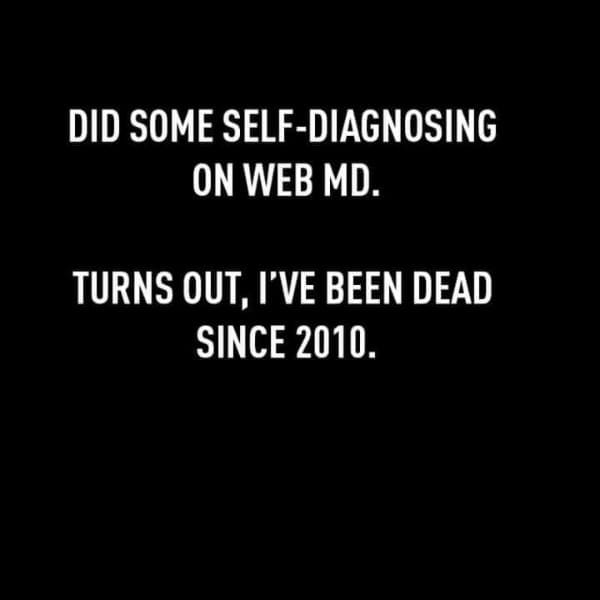 DID SOME SELF-DIAGNOSING
ON WEB MD.
TURNS OUT, I’VE BEEN DEAD
SINCE 2010.